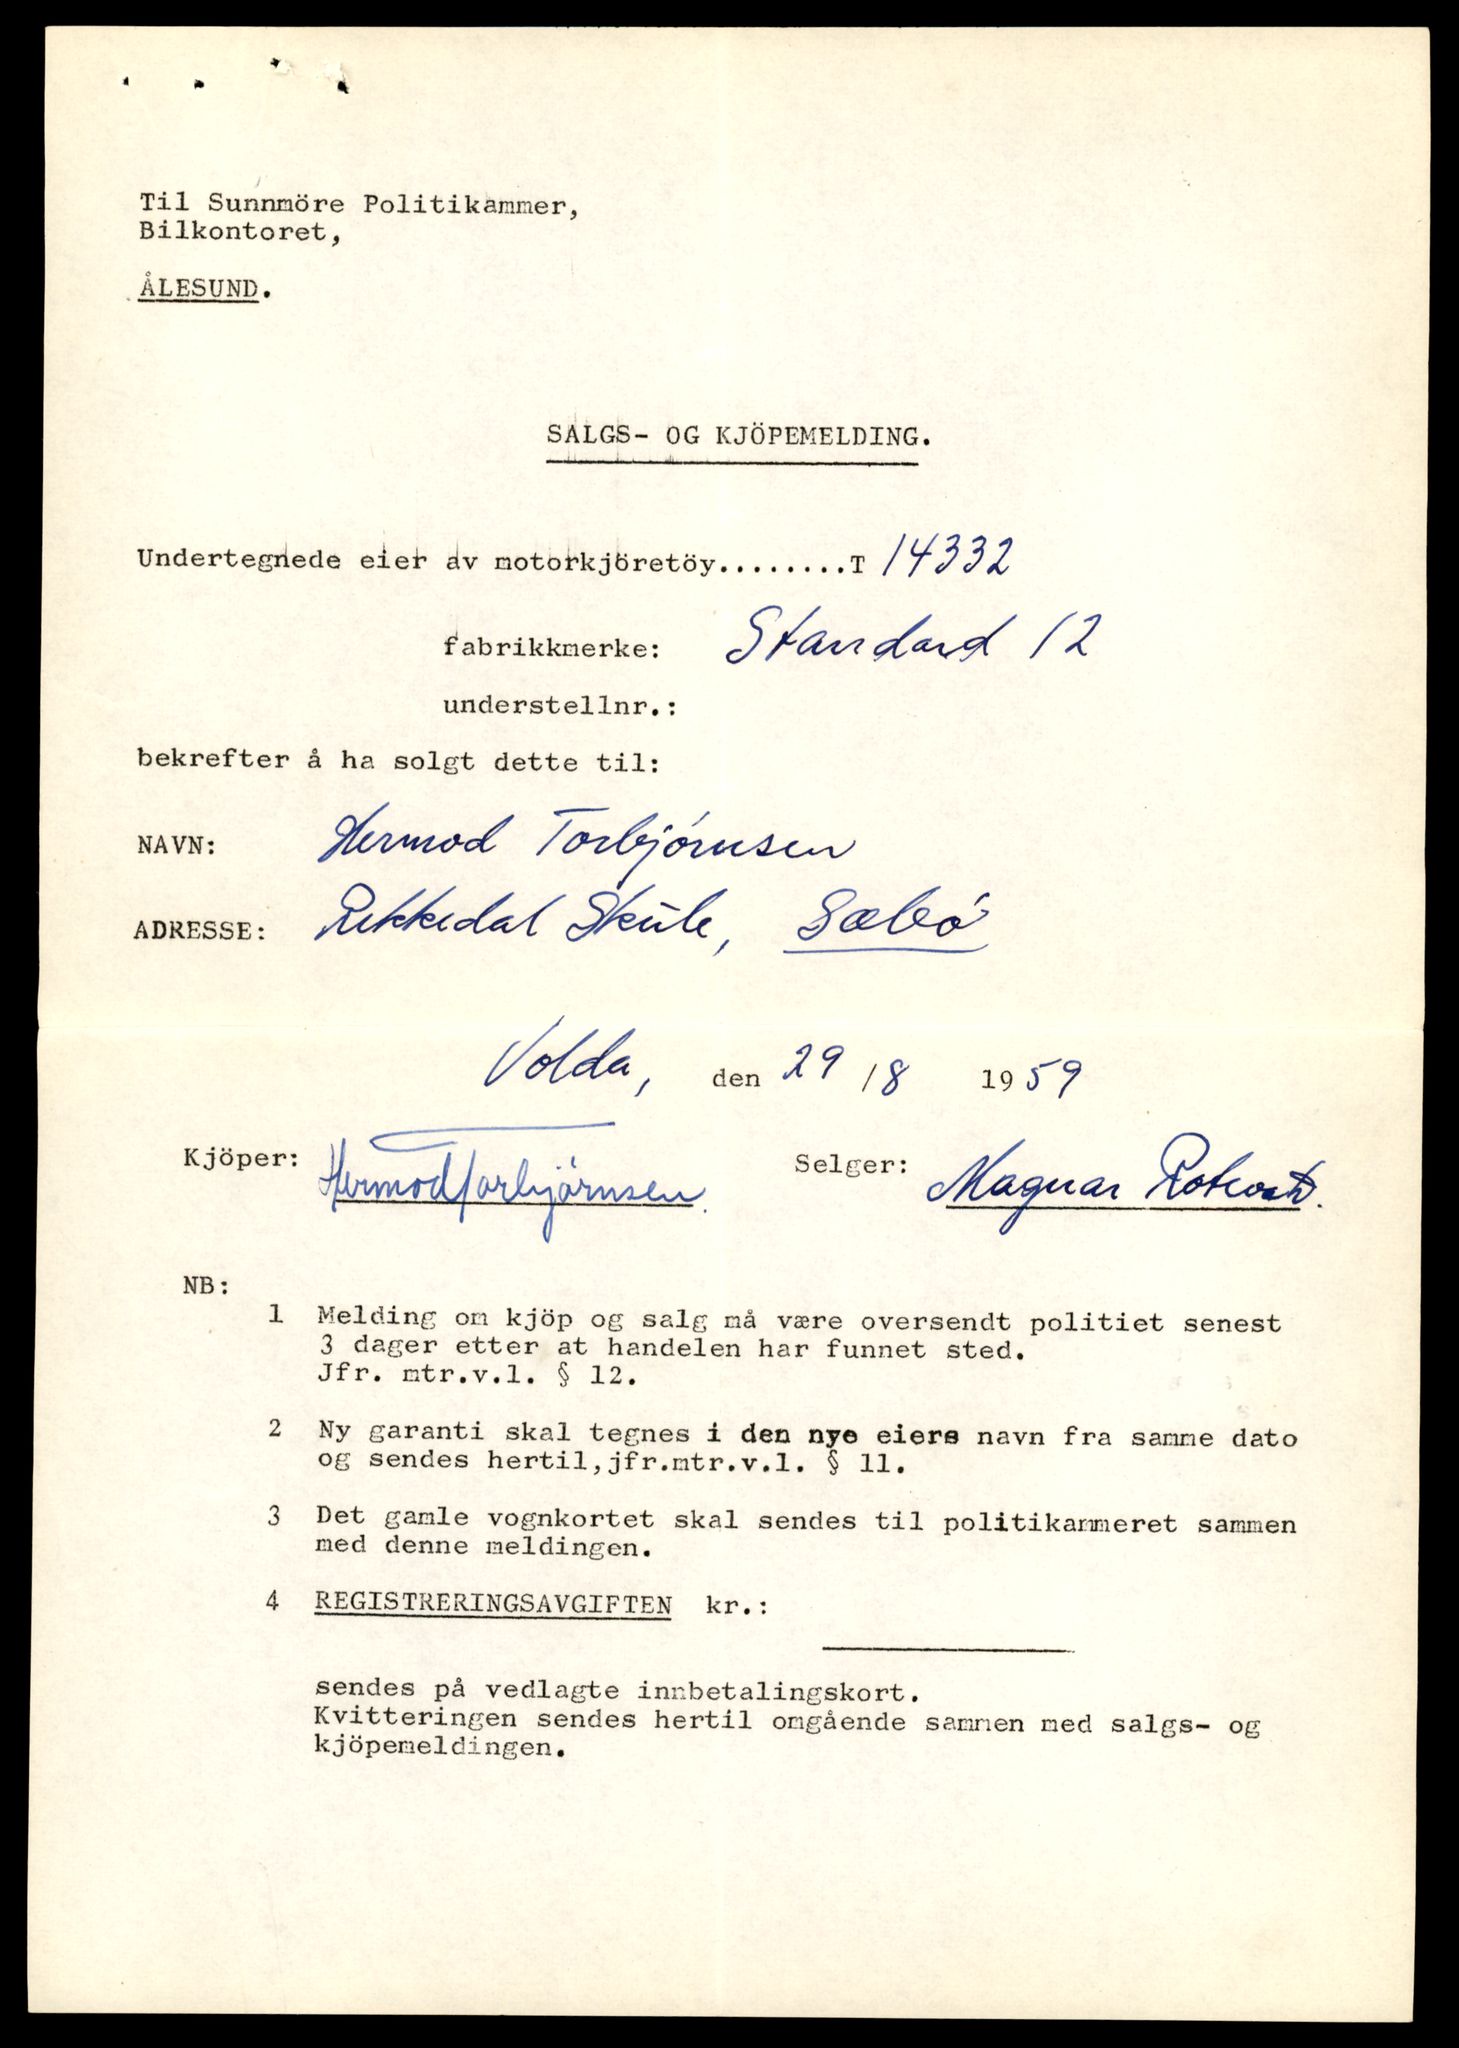 Til Sunnmöre Politikammer,
Bilkontoret,
ÅLESUND.
SALGS- OG KJÖPEMELDING.
Undertegnede eier av motorkjöretöy........T 14332
fabrikkmerke: Standard 12
understellnr.:
bekrefter å ha solgt dette til:
NAVN: Hermod Torbjørnsen
ADRESSE: Rekkedal Skule, Sæbø
Volda, den 29/8 1959
Kjöper: Hermod Torbjørnsen. Selger: Magnar
NB:
1 Melding om kjöp og salg må være oversendt politiet senest
3 dager etter at handelen har funnet sted.
Jfr. mtr.v.l. § 12.
2 Ny garanti skal tegnes i den nye eiers navn fra samme dato
og sendes hertil,jfr.mtr.v.l. § 11.
3 Det gamle vognkortet skal sendes til politikammeret sammen
med denne meldingen.
4 REGISTRERINGSAVGIFTEN kr.:
sendes på vedlagte innbetalingskort.
Kvitteringen sendes hertil omgående sammen med salgs- og
kjöpemeldingen.